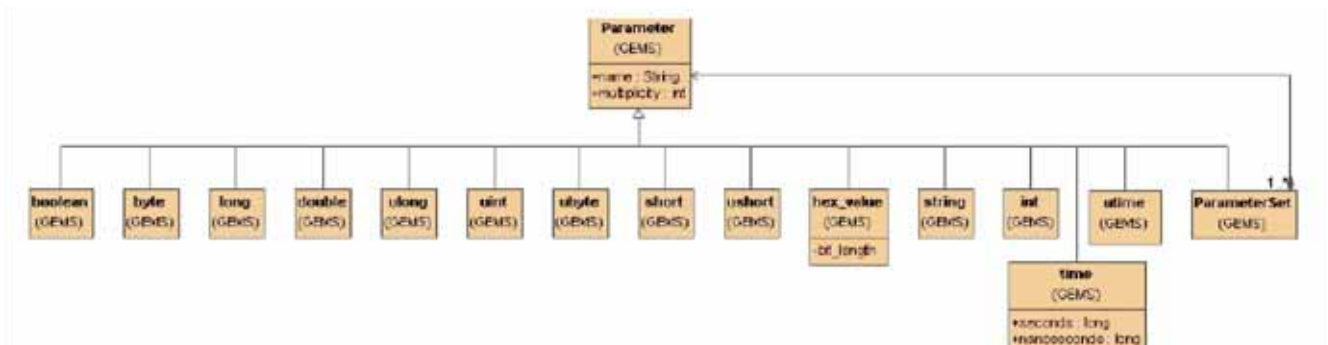 Parameter
(GEMS)
+name : String
+multiplicity : int
boolean
(GEMS)
byte
(GEMS)
long
(GEMS)
double
(GEMS)
ulong
(GEMS)
uint
(GEMS)
ubyte
(GEMS)
short
(GEMS)
ushort
(GEMS)
hex_value
(GEMS)
-bit_length
string
(GEMS)
int
(GEMS)
utime
(GEMS)
1..*
ParameterSet
(GEMS)
time
(GEMS)
+seconds : long
+nanoseconds : long